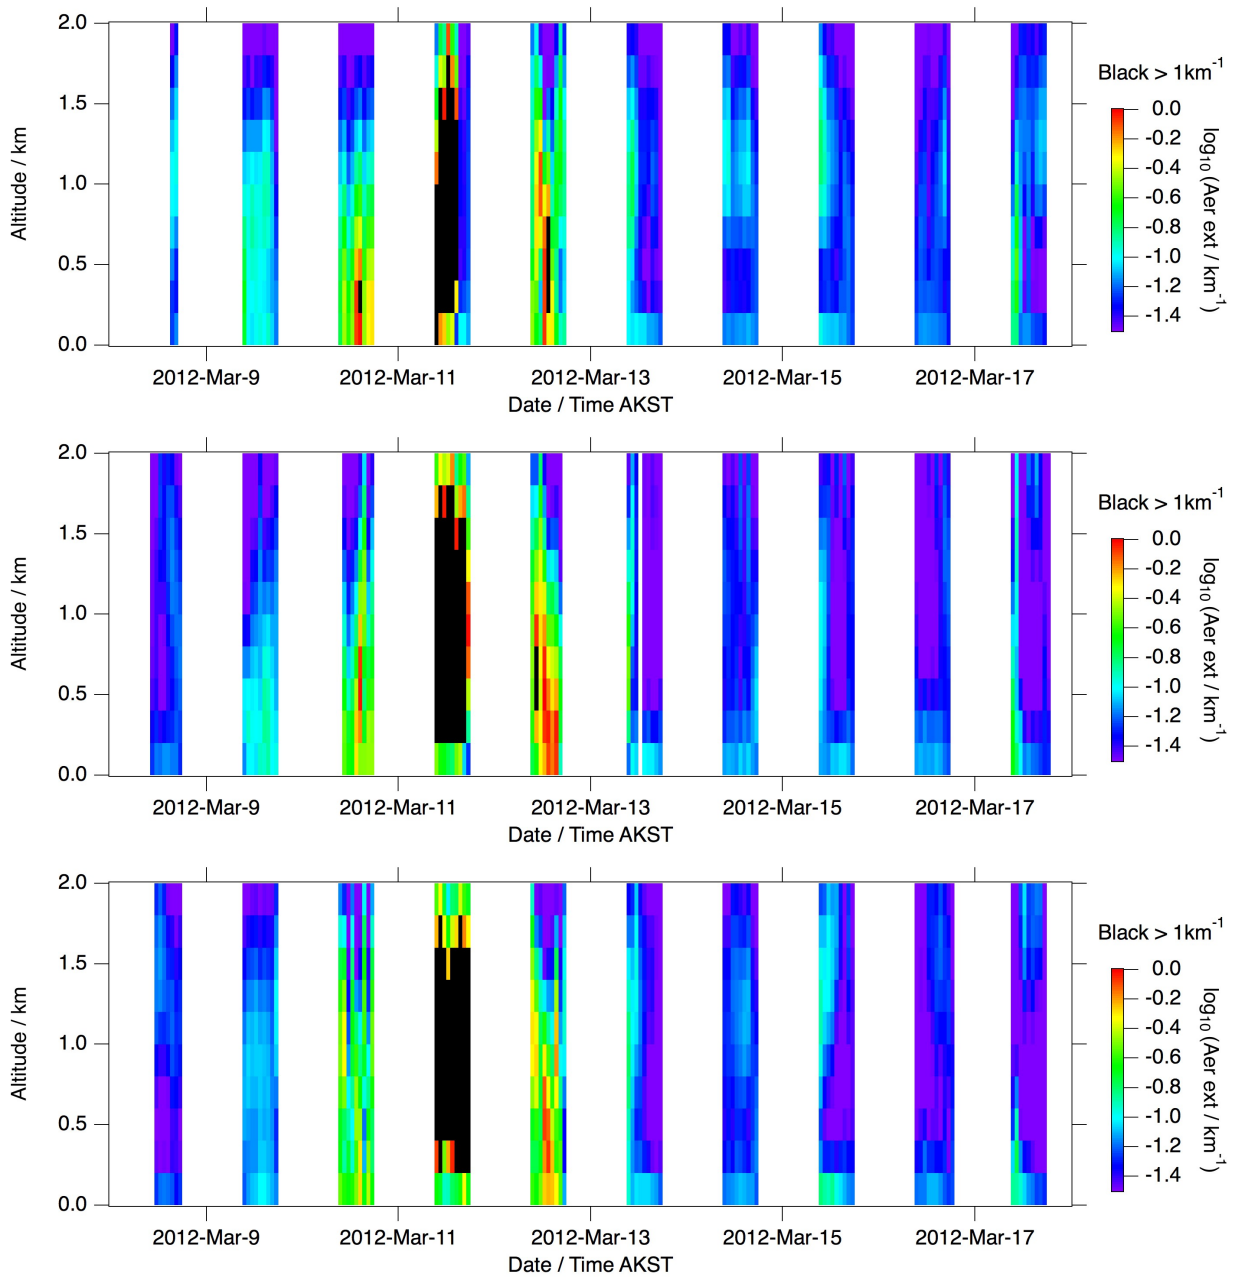 2.0
1.5
1.0
0.5
0.0
Altitude / km
2012-Mar-9 2012-Mar-11 2012-Mar-13 2012-Mar-15 2012-Mar-17
Date / Time AKST
Black > 1km⁻¹
0.0
-0.2
-0.4
-0.6
-0.8
-1.0
-1.2
-1.4
log₁₀ (Aer ext / km⁻¹)
2.0
1.5
1.0
0.5
0.0
Altitude / km
2012-Mar-9 2012-Mar-11 2012-Mar-13 2012-Mar-15 2012-Mar-17
Date / Time AKST
Black > 1km⁻¹
0.0
-0.2
-0.4
-0.6
-0.8
-1.0
-1.2
-1.4
log₁₀ (Aer ext / km⁻¹)
2.0
1.5
1.0
0.5
0.0
Altitude / km
2012-Mar-9 2012-Mar-11 2012-Mar-13 2012-Mar-15 2012-Mar-17
Date / Time AKST
Black > 1km⁻¹
0.0
-0.2
-0.4
-0.6
-0.8
-1.0
-1.2
-1.4
log₁₀ (Aer ext / km⁻¹)